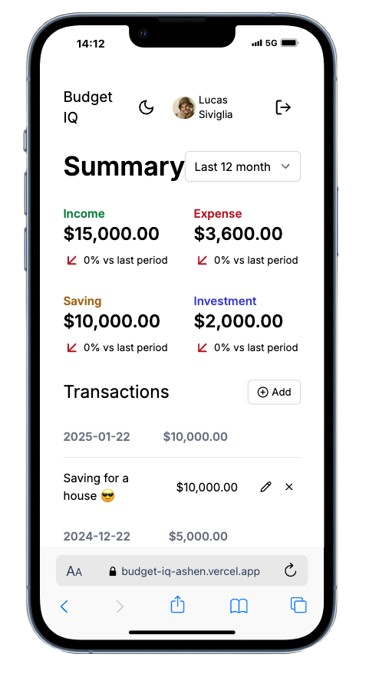 14:12
5G
Budget
IQ
Lucas
Siviglia
Summary
Last 12 month
Income
Expense
$15,000.00
$3,600.00
0% vs last period
0% vs last period
Saving
Investment
$10,000.00
$2,000.00
0% vs last period
0% vs last period
Transactions
Add
2025-01-22
$10,000.00
Saving for a
house 😎
$10,000.00
2024-12-22
$5,000.00
AA
budget-iq-ashen.vercel.app